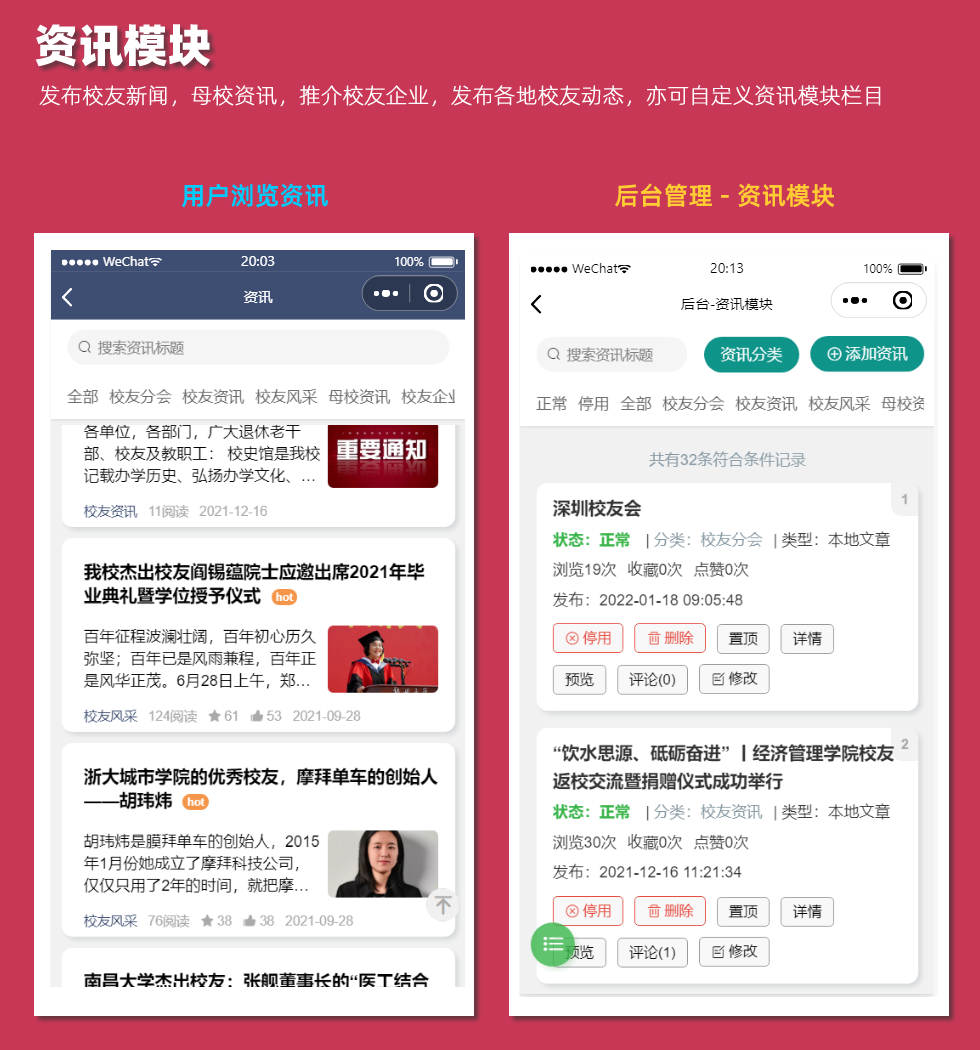 资讯模块
发布校友新闻，母校资讯，推介校友企业，发布各地校友动态，亦可自定义资讯模块栏目
用户浏览资讯
WeChat 20:03 100%
资讯
搜索资讯标题
全部 校友分会 校友资讯 校友风采 母校资讯 校友企业
各单位，各部门，广大退休老干
部、校友及教职工： 校史馆是我校
记载办学历史、弘扬办学文化、…
重要通知
校友资讯 11阅读 2021-12-16
我校杰出校友阎锡蕴院士应邀出席2021年毕
业典礼暨学位授予仪式 hot
百年征程波澜壮阔，百年初心历久
弥坚；百年已是风雨兼程，百年正
是风华正茂。6月28日上午，郑…
校友风采 124阅读 61 53 2021-09-28
浙大城市学院的优秀校友，摩拜单车的创始人
——胡玮炜 hot
胡玮炜是膜拜单车的创始人，2015
年1月份她成立了摩拜科技公司，
仅仅只用了2年的时间，就把摩…
校友风采 76阅读 38 38 2021-09-28
南昌大学杰出校友：张舰董事长的“医工结合
后台管理 - 资讯模块
WeChat 20:13 100%
后台-资讯模块
搜索资讯标题 资讯分类 添加资讯
正常 停用 全部 校友分会 校友资讯 校友风采 母校资
共有32条符合条件记录
1
深圳校友会
状态：正常 | 分类：校友分会 | 类型：本地文章
浏览19次 收藏0次 点赞0次
发布：2022-01-18 09:05:48
停用 删除 置顶 详情
预览 评论(0) 修改
2
“饮水思源、砥砺奋进”丨经济管理学院校友
返校交流暨捐赠仪式成功举行
状态：正常 | 分类：校友资讯 | 类型：本地文章
浏览30次 收藏0次 点赞0次
发布：2021-12-16 11:21:34
停用 删除 置顶 详情
预览 评论(1) 修改